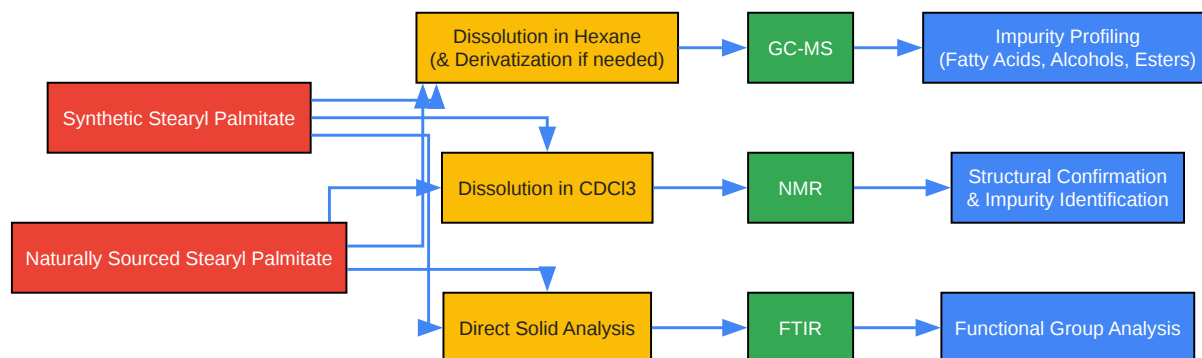 Dissolution in Hexane
(& Derivatization if needed)
GC-MS
Impurity Profiling
(Fatty Acids, Alcohols, Esters)
Synthetic Stearyl Palmitate
Dissolution in CDCl3
NMR
Structural Confirmation
& Impurity Identification
Naturally Sourced Stearyl Palmitate
Direct Solid Analysis
FTIR
Functional Group Analysis